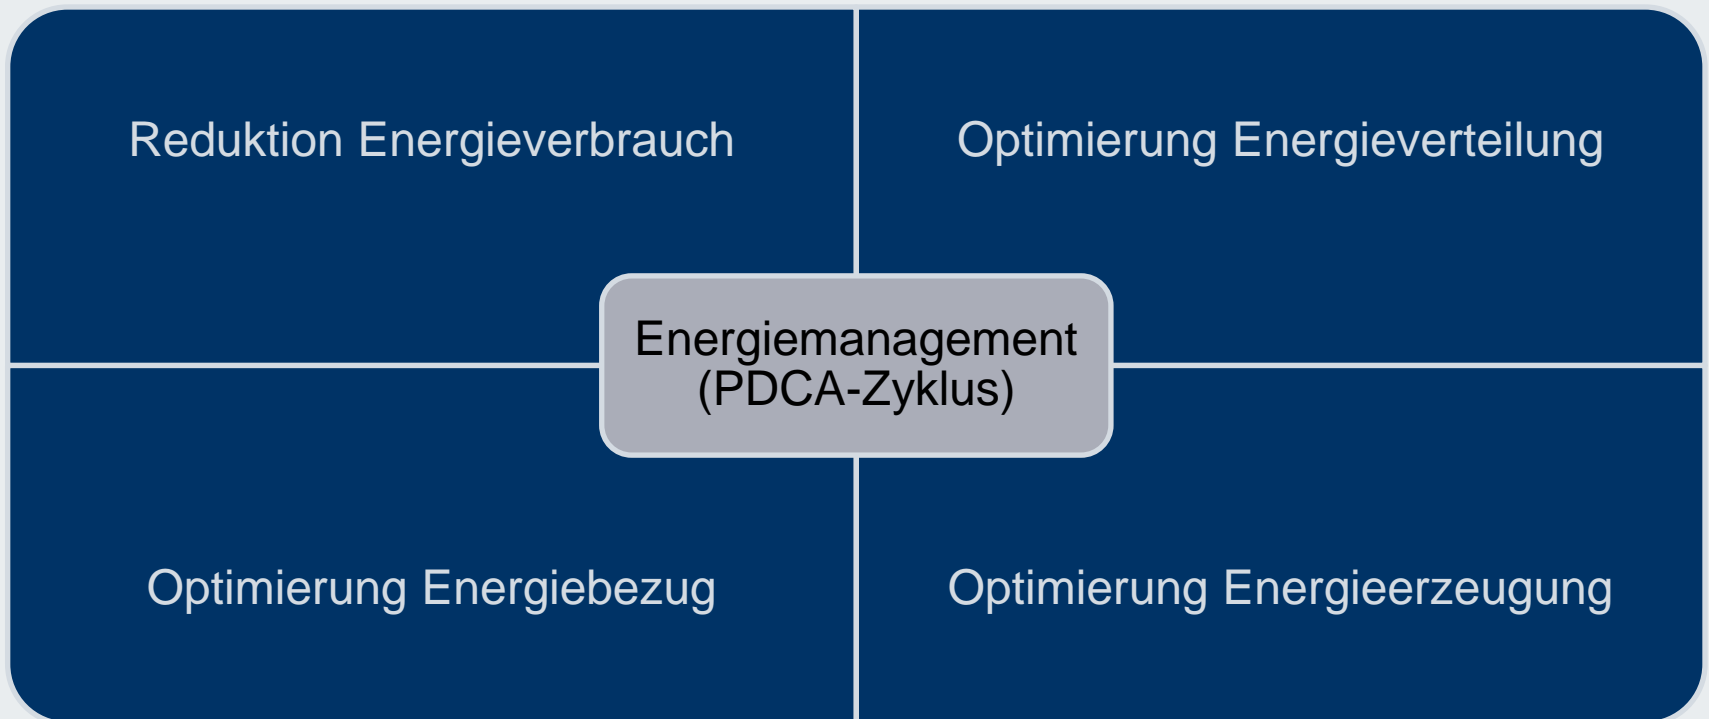 Reduktion Energieverbrauch
Optimierung Energieverteilung
Energiemanagement
(PDCA-Zyklus)
Optimierung Energiebezug
Optimierung Energieerzeugung